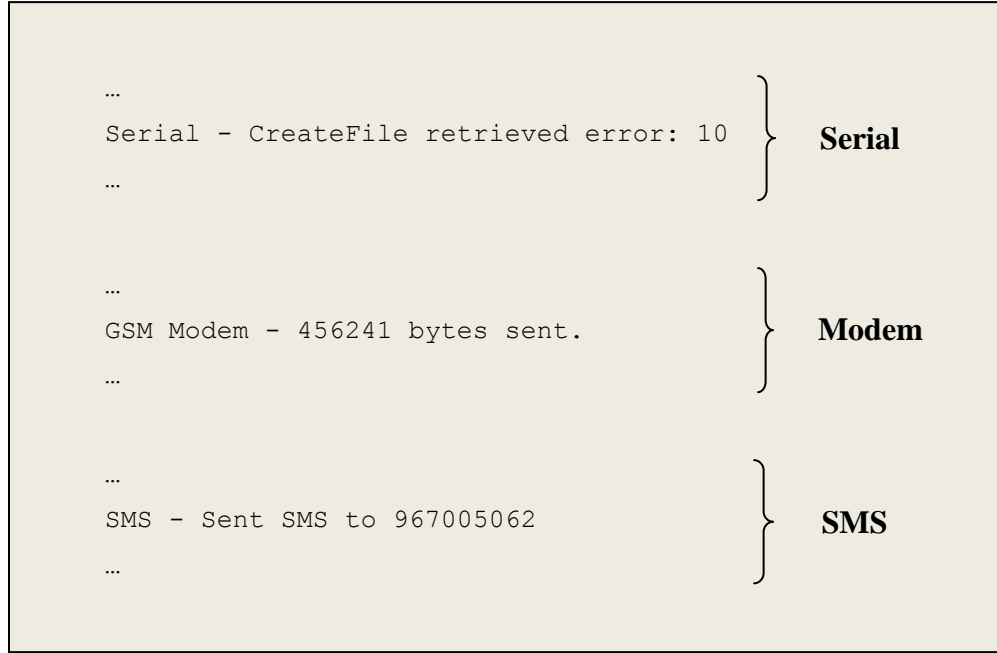 …
Serial - CreateFile retrieved error: 10
Serial
…
…
GSM Modem - 456241 bytes sent.
Modem
…
…
SMS - Sent SMS to 967005062
SMS
…